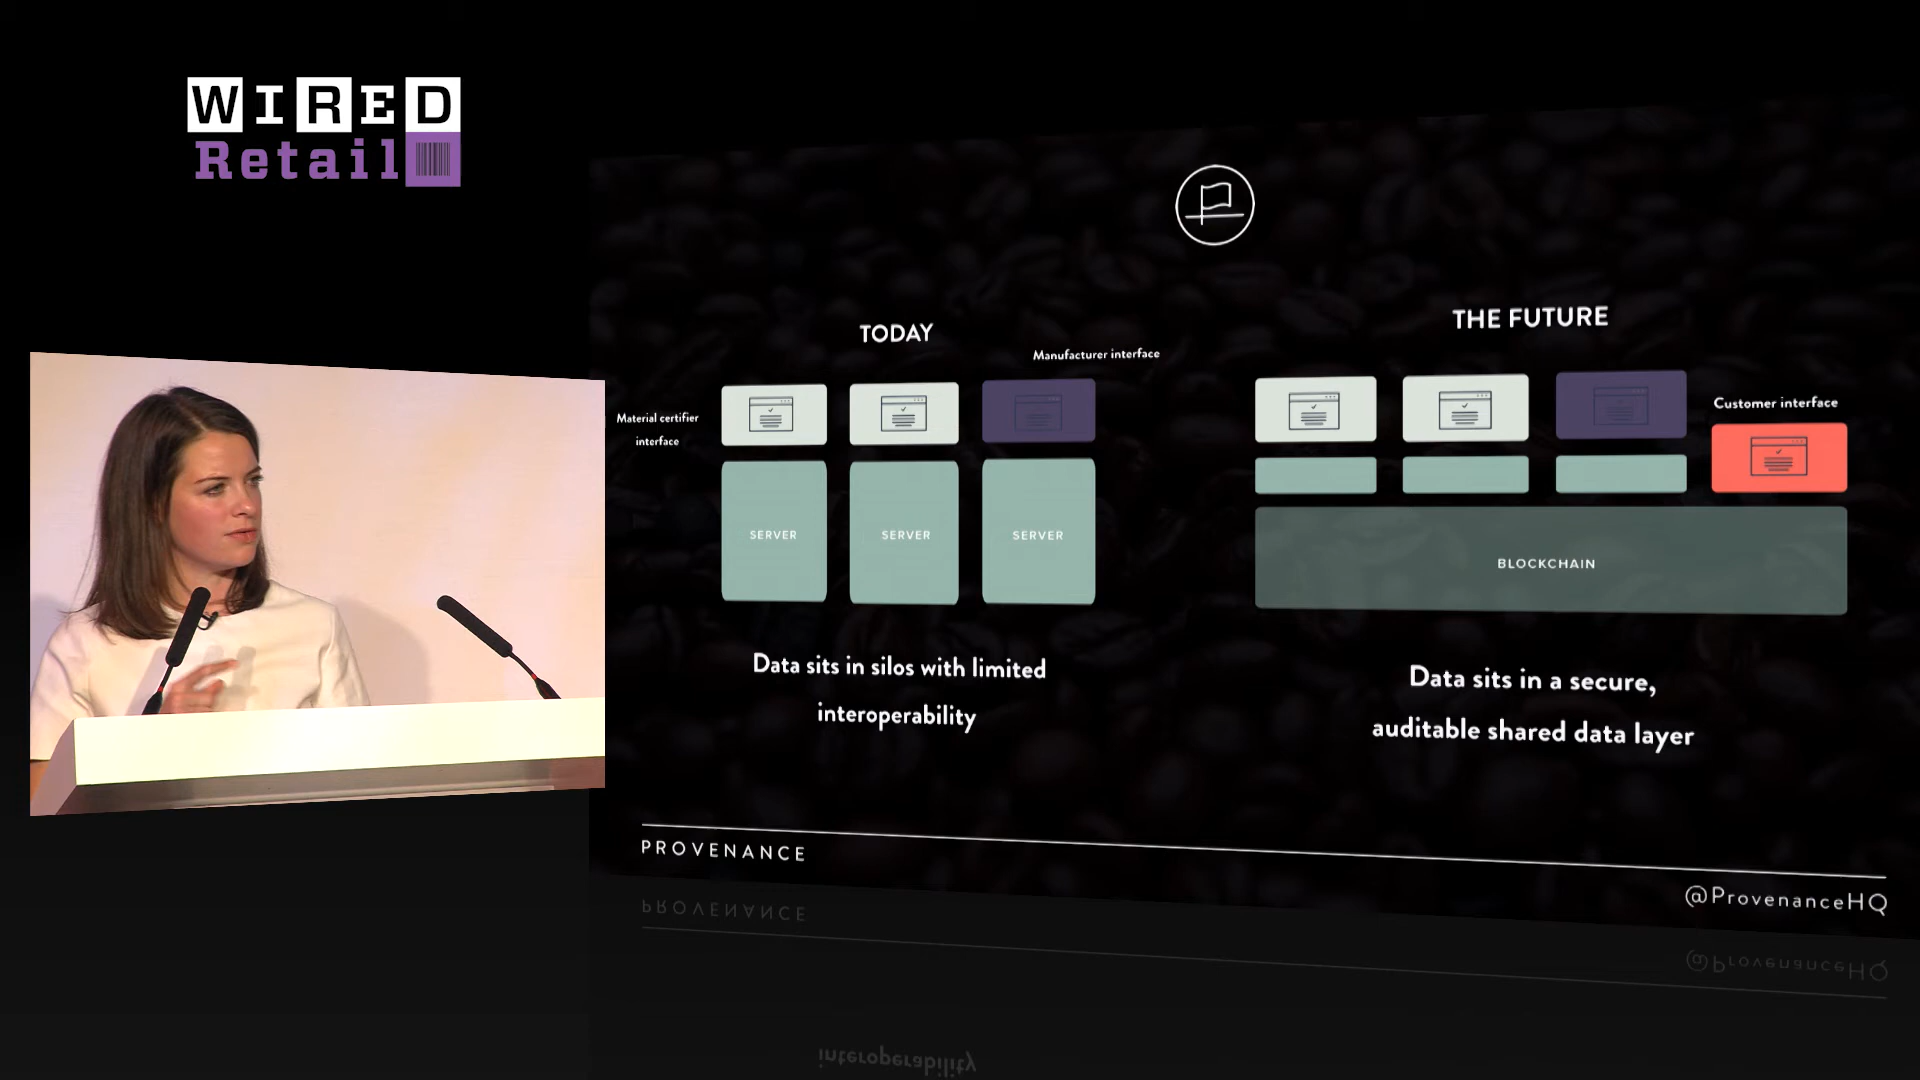 WIRED
Retail
TODAY
THE FUTURE
Manufacturer interface
Material certifier
interface
Customer interface
SERVER
SERVER
SERVER
BLOCKCHAIN
Data sits in silos with limited
interoperability
Data sits in a secure,
auditable shared data layer
PROVENANCE
@ProvenanceHQ